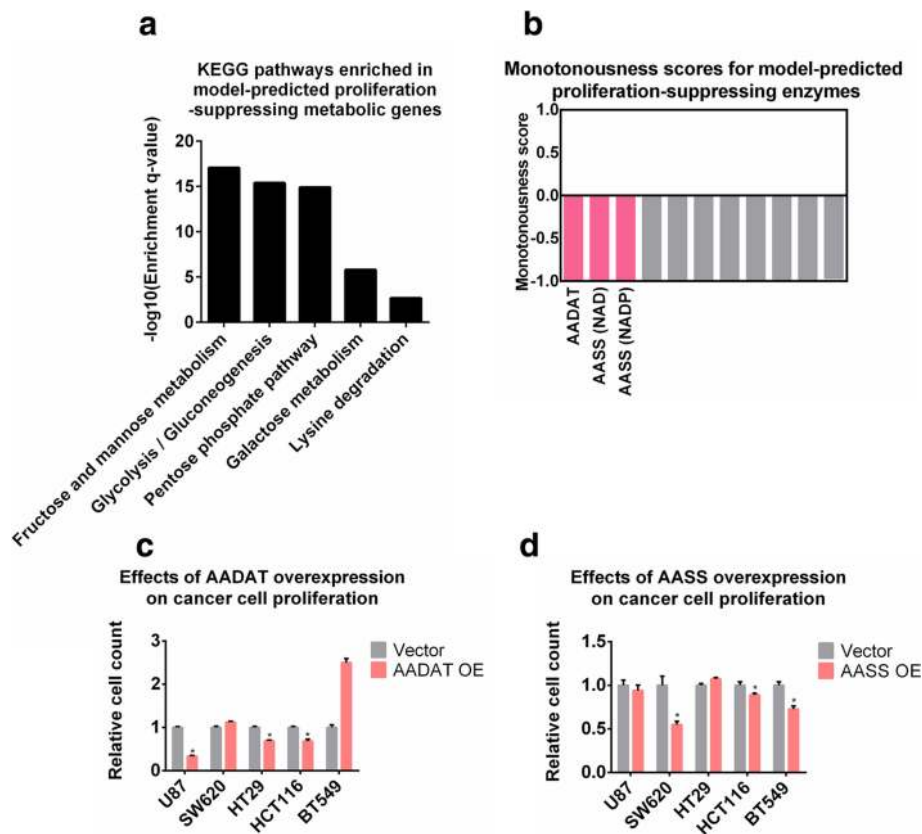 a
KEGG pathways enriched in
model-predicted proliferation
-suppressing metabolic genes
-log10(Enrichment q-value)
20
15
10
5
0
Fructose and mannose metabolism
Glycolysis / Gluconeogenesis
Pentose phosphate pathway
Galactose metabolism
Lysine degradation
b
Monotonousness scores for model-predicted
proliferation-suppressing enzymes
Monotonousness score
1.0
0.5
0.0
-0.5
-1.0
AADAT
AASS (NAD)
AASS (NADP)
c
Effects of AADAT overexpression
on cancer cell proliferation
Relative cell count
3
2
1
0
* * *
U87
SW620
HT29
HCT116
BT549
Vector
AADAT OE
d
Effects of AASS overexpression
on cancer cell proliferation
Relative cell count
1.5
1.0
0.5
0.0
* * *
U87
SW620
HT29
HCT116
BT549
Vector
AASS OE